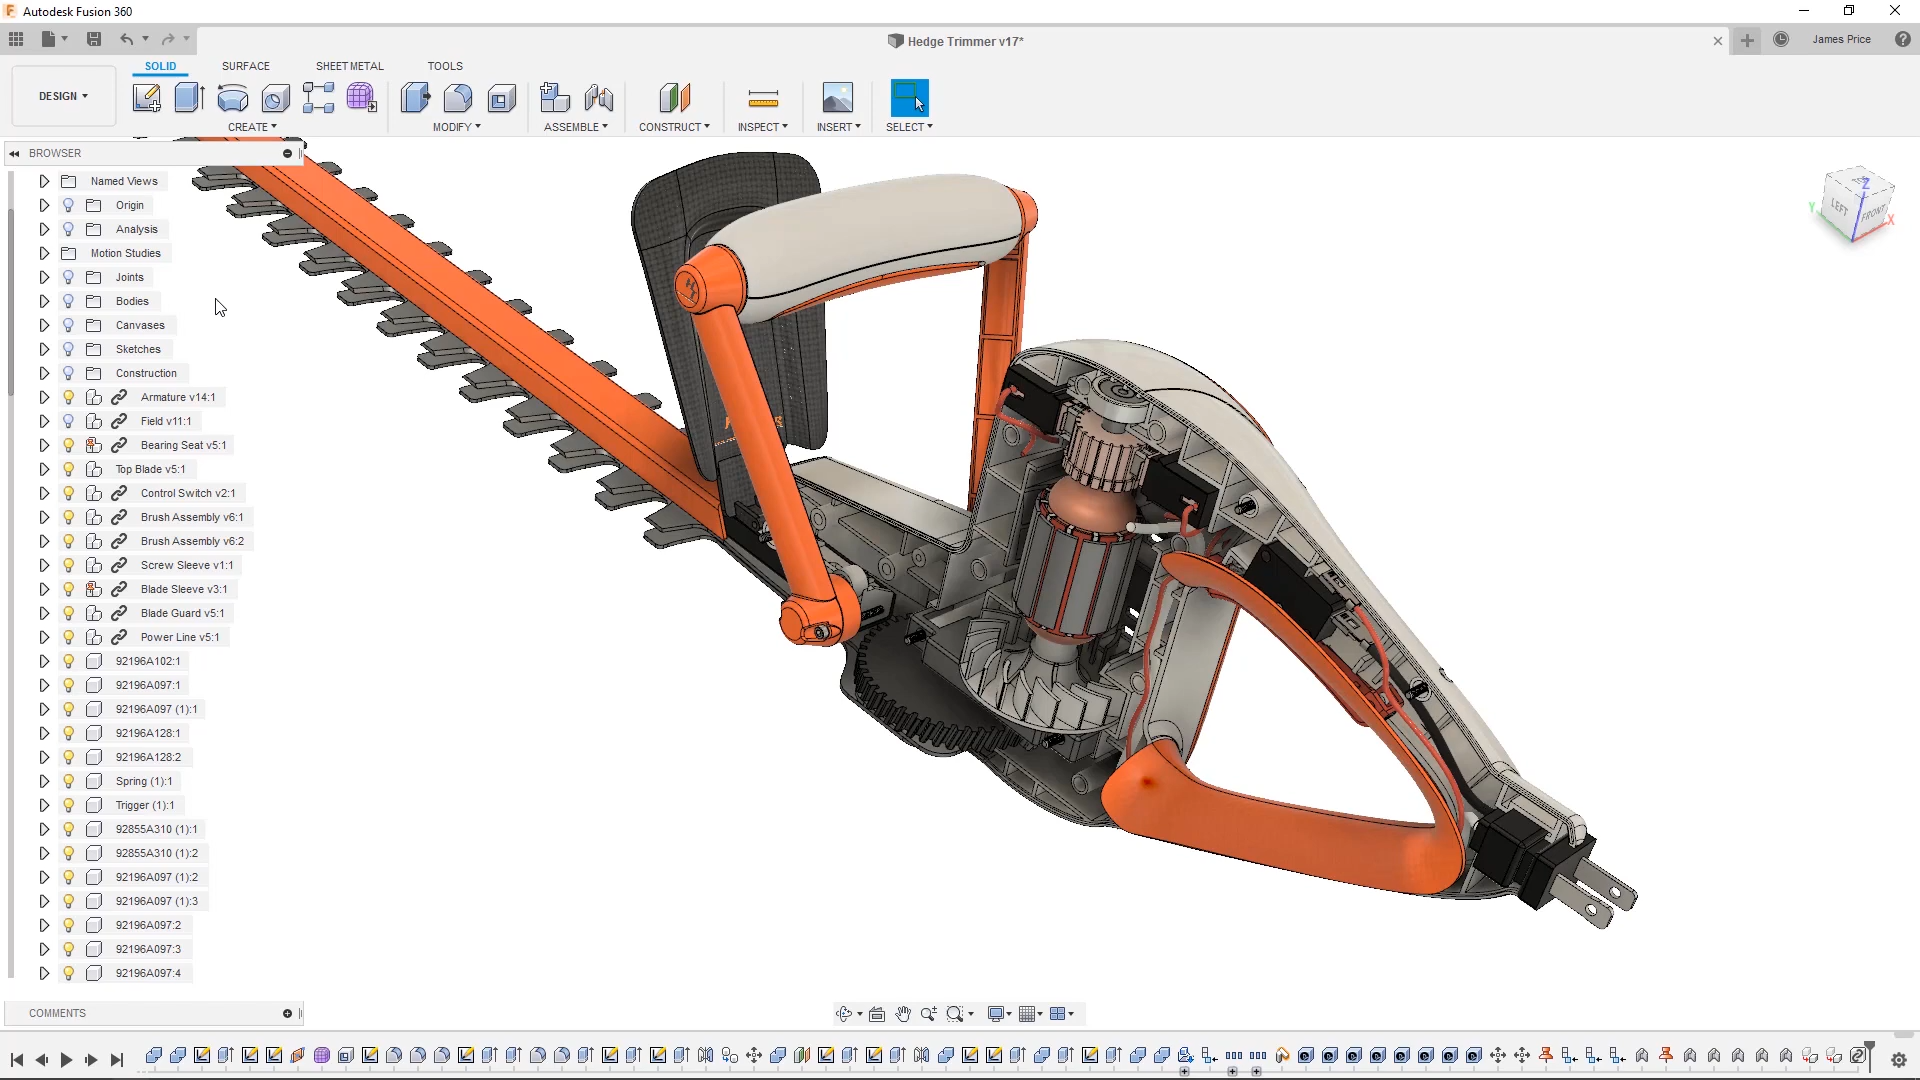 Autodesk Fusion 360
Hedge Trimmer v17*
James Price
SOLID SURFACE SHEET METAL TOOLS
DESIGN
CREATE MODIFY ASSEMBLE CONSTRUCT INSPECT INSERT SELECT
BROWSER
Named Views
Origin
Analysis
Motion Studies
Joints
Bodies
Canvases
Sketches
Construction
Armature v14:1
Field v11:1
Bearing Seat v5:1
Top Blade v5:1
Control Switch v2:1
Brush Assembly v6:1
Brush Assembly v6:2
Screw Sleeve v1:1
Blade Sleeve v3:1
Blade Guard v5:1
Power Line v5:1
92196A102:1
92196A097:1
92196A097 (1):1
92196A128:1
92196A128:2
Spring (1):1
Trigger (1):1
92855A310 (1):1
92855A310 (1):2
92196A097 (1):2
92196A097 (1):3
92196A097:2
92196A097:3
92196A097:4
Z
LEFT FRONT
Y
X
COMMENTS